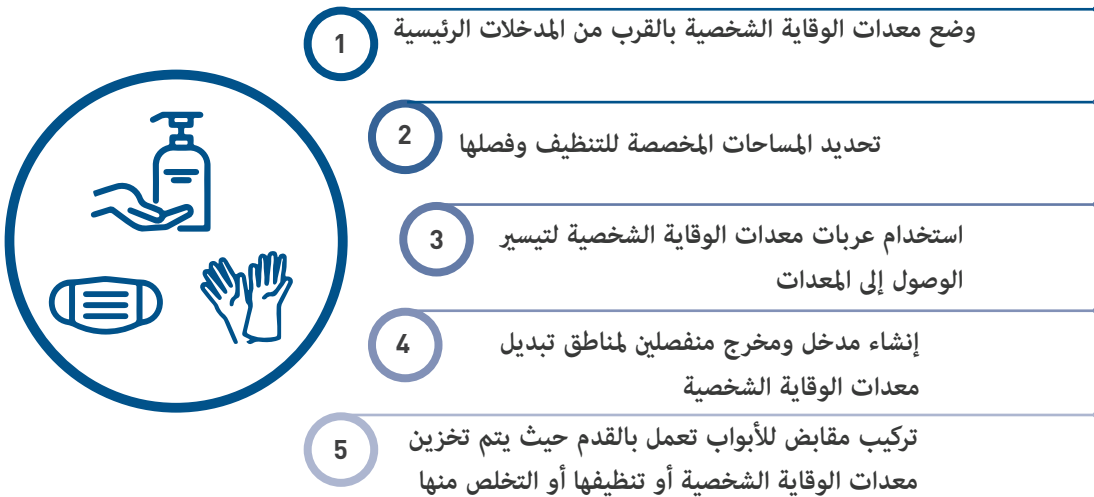 1
وضع معدات الوقاية الشخصية بالقرب من المدخلات الرئيسية
2
تحديد المساحات المخصصة للتنظيف وفصلها
3
استخدام عربات معدات الوقاية الشخصية لتيسير
الوصول إلى المعدات
4
إنشاء مدخل ومخرج منفصلين لمناطق تبديل
معدات الوقاية الشخصية
5
تركيب مقابض للأبواب تعمل بالقدم حيث يتم تخزين
معدات الوقاية الشخصية أو تنظيفها أو التخلص منها